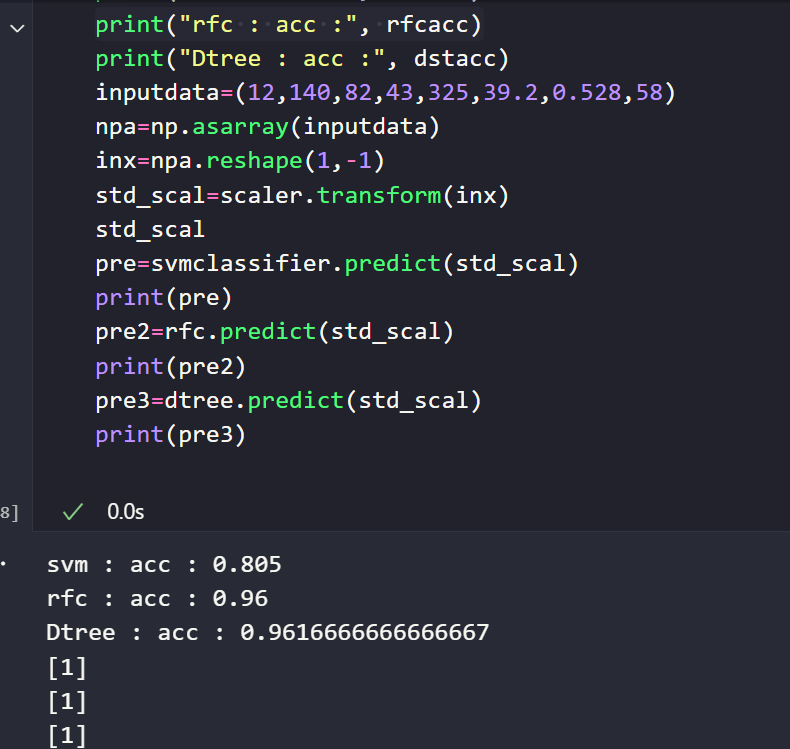 print("rfc : acc :", rfcacc)
print("Dtree : acc :", dstacc)
inputdata=(12,140,82,43,325,39.2,0.528,58)
npa=np.asarray(inputdata)
inx=npa.reshape(1,-1)
std_scal=scaler.transform(inx)
std_scal
pre=svmclassifier.predict(std_scal)
print(pre)
pre2=rfc.predict(std_scal)
print(pre2)
pre3=dtree.predict(std_scal)
print(pre3)
8] 0.0s
svm : acc : 0.805
rfc : acc : 0.96
Dtree : acc : 0.9616666666666667
[1]
[1]
[1]